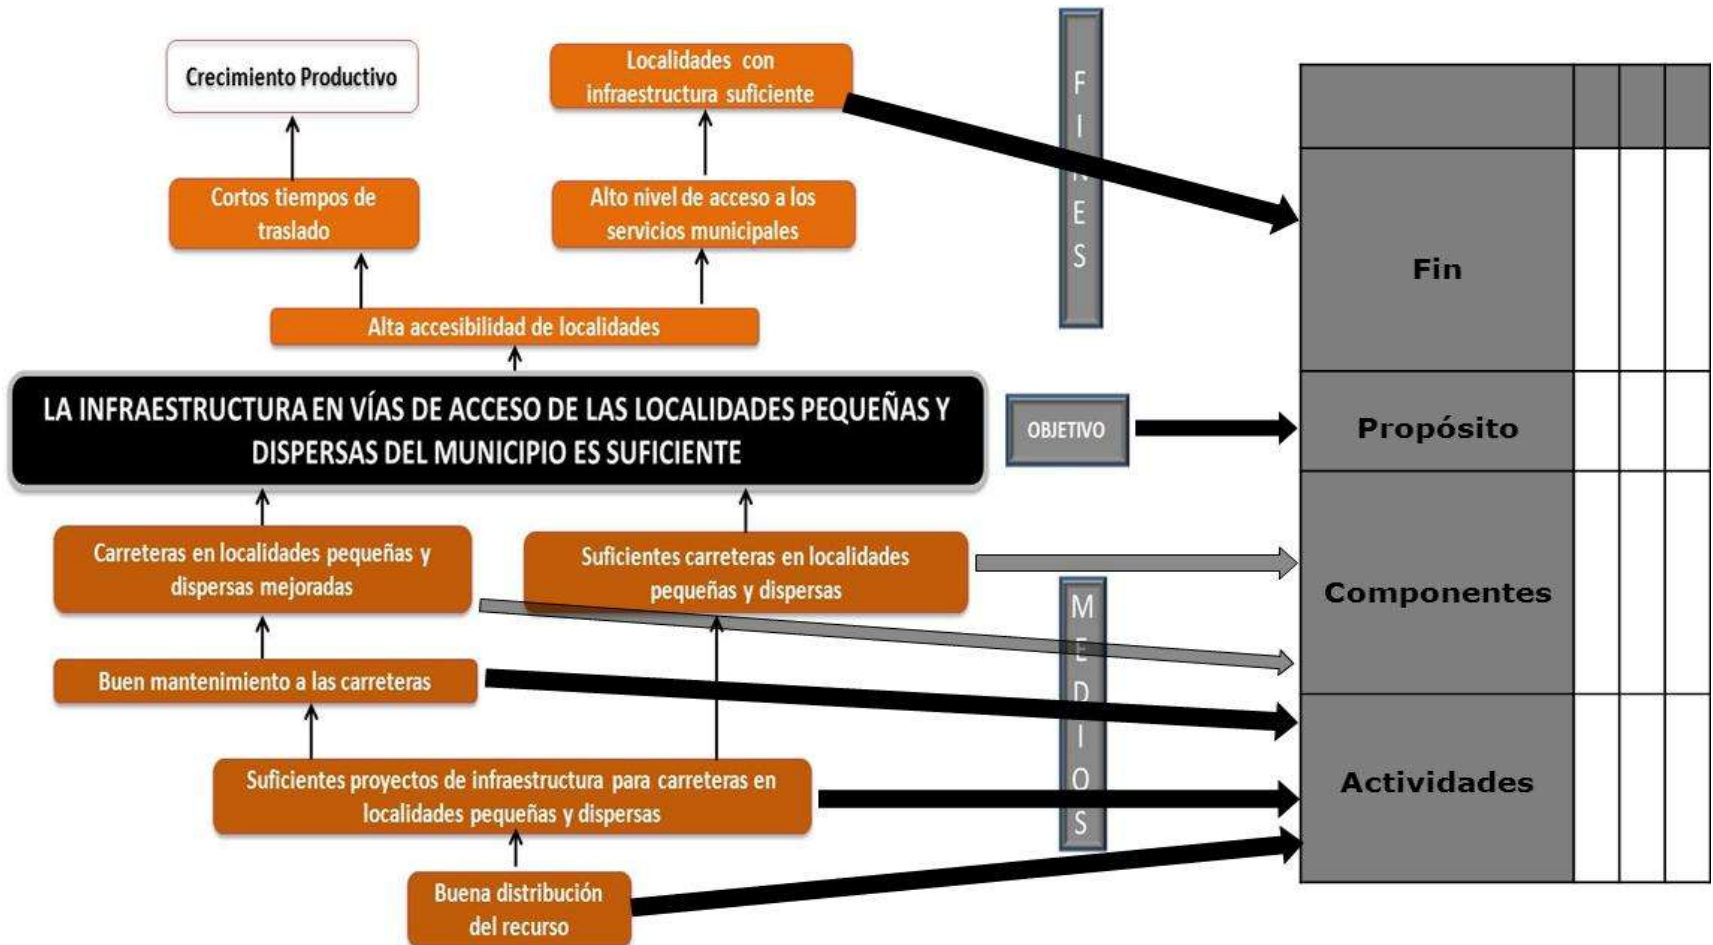 Crecimiento Productivo
Localidades con
infraestructura suficiente
Cortos tiempos de
traslado
Alto nivel de acceso a los
servicios municipales
Alta accesibilidad de localidades
LA INFRAESTRUCTURA EN VÍAS DE ACCESO DE LAS LOCALIDADES PEQUEÑAS Y
DISPERSAS DEL MUNICIPIO ES SUFICIENTE
Carreteras en localidades pequeñas y
dispersas mejoradas
Suficientes carreteras en localidades
pequeñas y dispersas
Buen mantenimiento a las carreteras
Suficientes proyectos de infraestructura para carreteras en
localidades pequeñas y dispersas
Buena distribución
del recurso
FINES
OBJETIVO
MEDIOS
Fin
Propósito
Componentes
Actividades